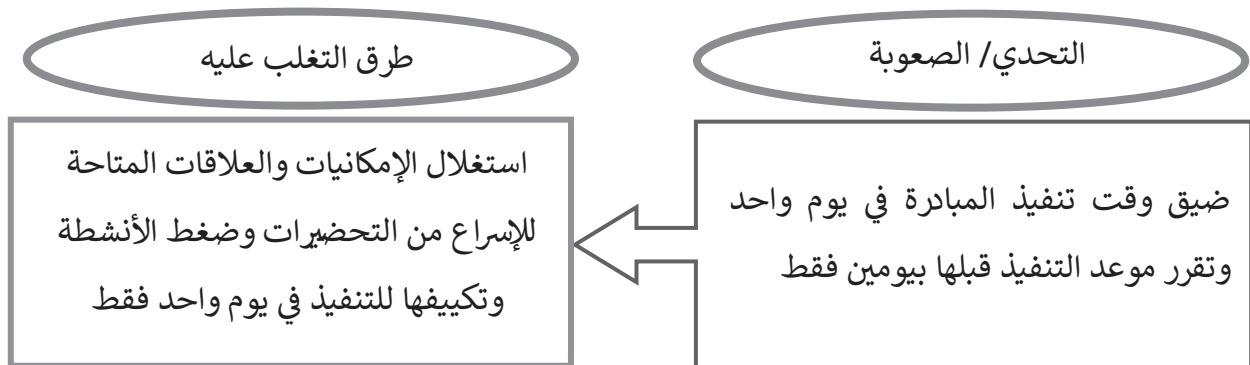 التحدي/ الصعوبة
طرق التغلب عليه
ضيق وقت تنفيذ المبادرة في يوم واحد
وتقرر موعد التنفيذ قبلها بيومين فقط
استغلال الإمكانيات والعلاقات المتاحة
للإسراع من التحضيرات وضغط الأنشطة
وتكييفها للتنفيذ في يوم واحد فقط